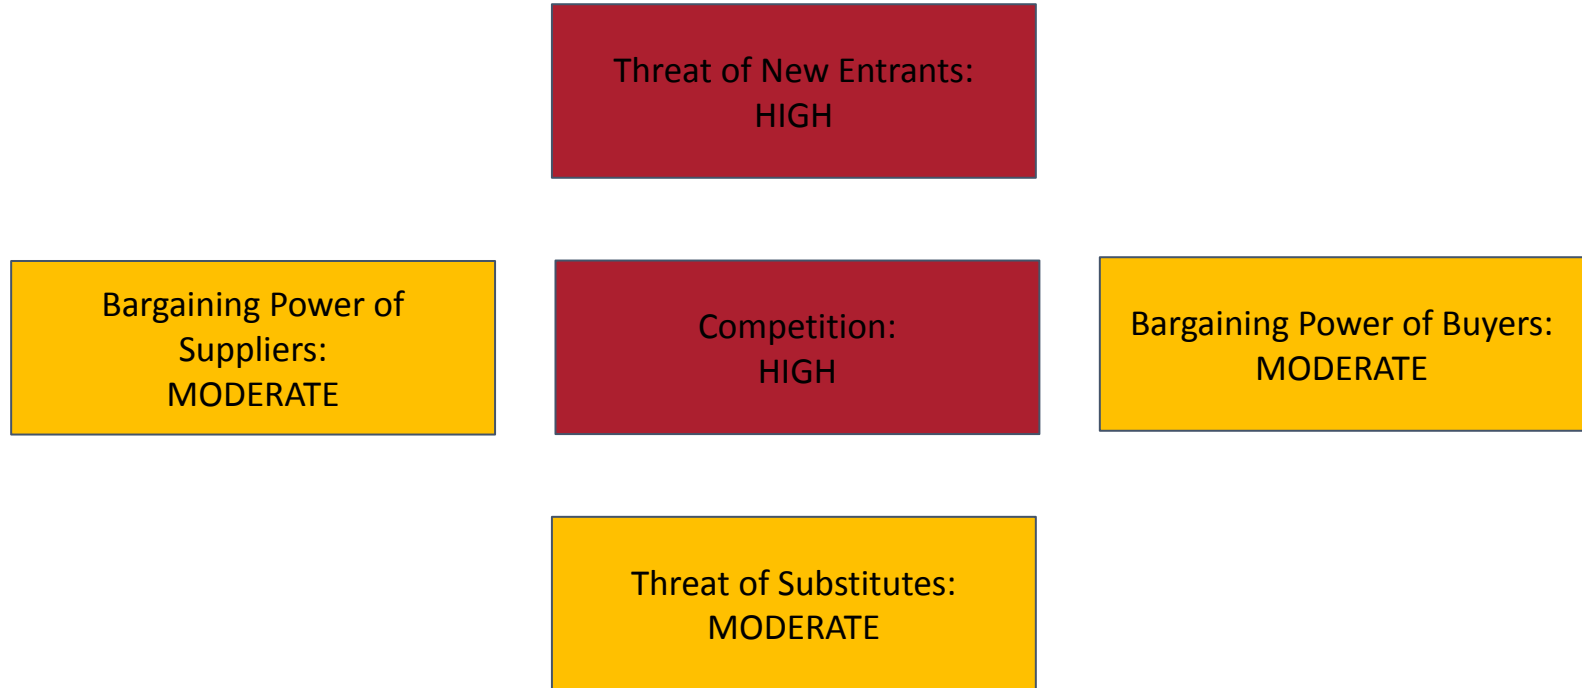 Threat of New Entrants:
HIGH
Bargaining Power of
Suppliers:
MODERATE
Competition:
HIGH
Bargaining Power of Buyers:
MODERATE
Threat of Substitutes:
MODERATE